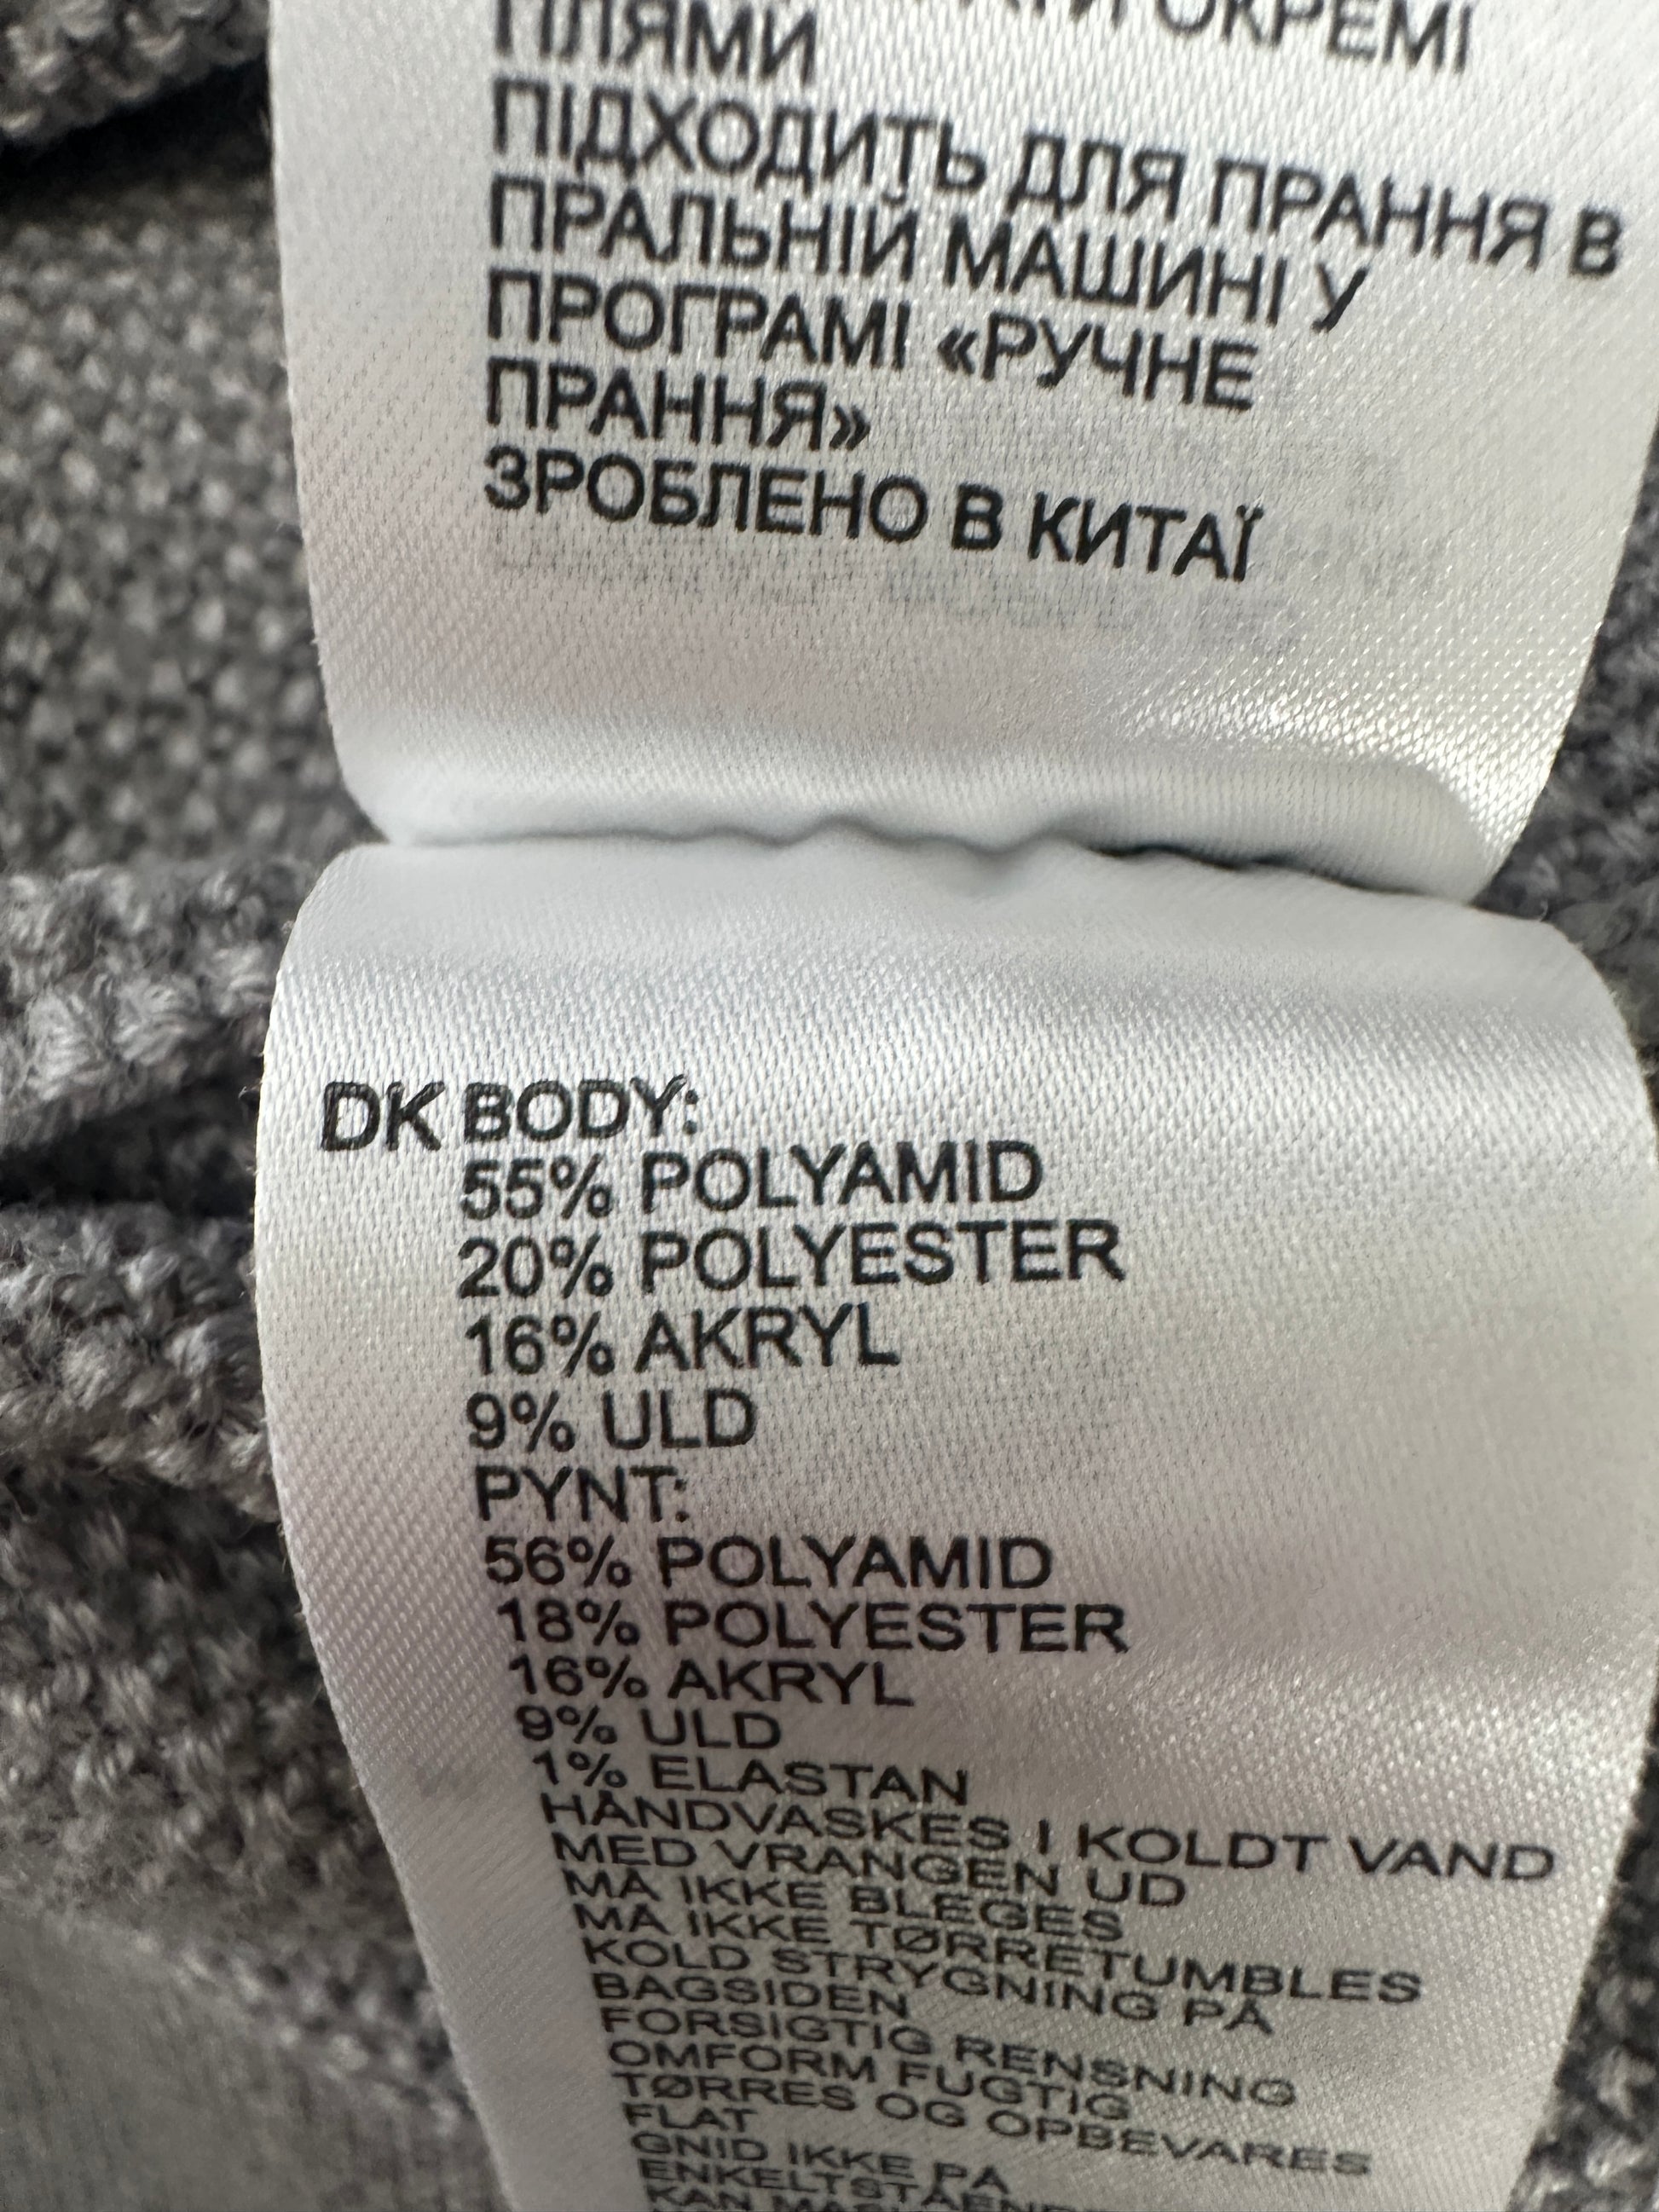 ОКРЕМІ
ПЛЯМИ
ПІДХОДИТЬ ДЛЯ ПРАННЯ В
ПРАЛЬНІЙ МАШИНІ У
ПРОГРАМІ «РУЧНЕ
ПРАННЯ»
ЗРОБЛЕНО В КИТАЇ
DK BODY:
55% POLYAMID
20% POLYESTER
16% AKRYL
9% ULD
PYNT:
56% POLYAMID
18% POLYESTER
16% AKRYL
9% ULD
1% ELASTAN
HÅNDVASKES I KOLDT VAND
MED VRANGEN UD
MÅ IKKE BLEGES
MÅ IKKE TØRRETUMBLES
KOLD STRYGNING PÅ
BAGSIDEN
FORSIGTIG RENSNING
OMFORM FUGTIG
TØRRES OG OPBEVARES
FLAT
GNID IKKE PÅ
KAN